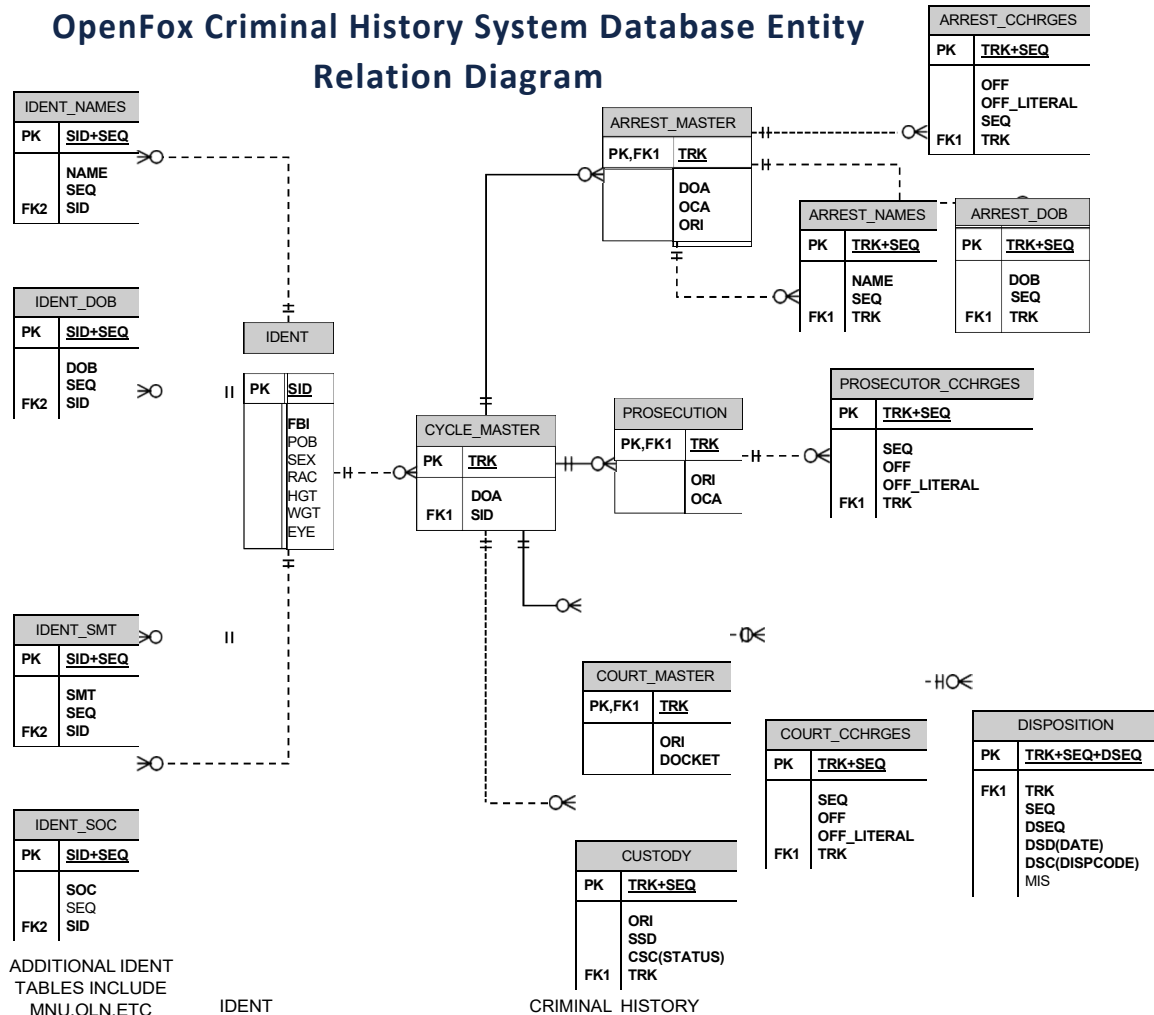 OpenFox Criminal History System Database Entity
Relation Diagram
ARREST_CCHRGES
PK TRK+SEQ
OFF
OFF_LITERAL
SEQ
FK1 TRK
IDENT_NAMES
PK SID+SEQ
NAME
SEQ
FK2 SID
ARREST_MASTER
PK,FK1 TRK
DOA
OCA
ORI
ARREST_NAMES
PK TRK+SEQ
NAME
SEQ
FK1 TRK
ARREST_DOB
PK TRK+SEQ
DOB
SEQ
FK1 TRK
IDENT_DOB
PK SID+SEQ
DOB
SEQ
FK2 SID
IDENT
PK SID
FBI
POB
SEX
RAC
HGT
WGT
EYE
CYCLE_MASTER
PK TRK
DOA
FK1 SID
PROSECUTION
PK,FK1 TRK
ORI
OCA
PROSECUTOR_CCHRGES
PK TRK+SEQ
SEQ
OFF
OFF_LITERAL
FK1 TRK
IDENT_SMT
PK SID+SEQ
SMT
SEQ
FK2 SID
COURT_MASTER
PK,FK1 TRK
ORI
DOCKET
COURT_CCHRGES
PK TRK+SEQ
SEQ
OFF
OFF_LITERAL
FK1 TRK
DISPOSITION
PK TRK+SEQ+DSEQ
FK1 TRK
SEQ
DSEQ
DSD(DATE)
DSC(DISPCODE)
MIS
IDENT_SOC
PK SID+SEQ
SOC
SEQ
FK2 SID
CUSTODY
PK TRK+SEQ
ORI
SSD
CSC(STATUS)
FK1 TRK
ADDITIONAL IDENT
TABLES INCLUDE
MNU,OLN,ETC
IDENT
CRIMINAL HISTORY